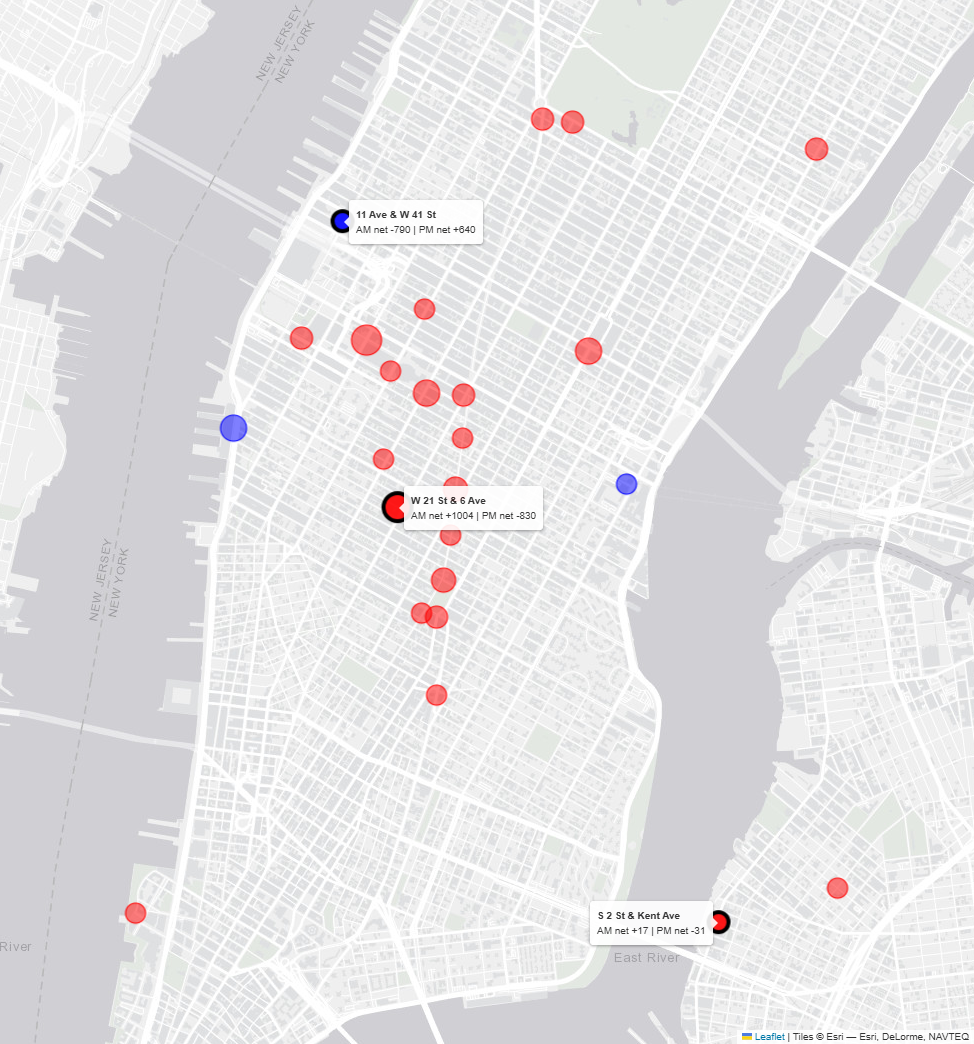 NEW JERSEY
NEW YORK
11 Ave & W 41 St
AM net -790 | PM net +640
W 21 St & 6 Ave
AM net +1004 | PM net -830
NEW JERSEY
NEW YORK
S 2 St & Kent Ave
AM net +17 | PM net -31
River
East River
Leaflet | Tiles © Esri — Esri, DeLorme, NAVTEQ